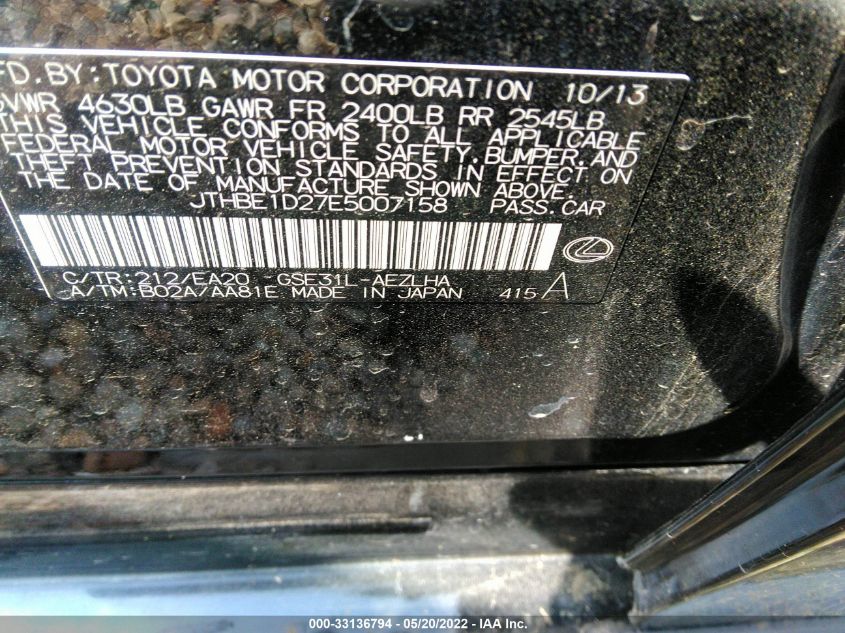 FD. BY: TOYOTA MOTOR CORPORATION 10/13
GVWR 4630LB GAWR FR 2400LB RR 2545LB
THIS VEHICLE CONFORMS TO ALL APPLICABLE
FEDERAL MOTOR VEHICLE SAFETY, BUMPER, AND
THEFT PREVENTION STANDARDS IN EFFECT ON
THE DATE OF MANUFACTURE SHOWN ABOVE.
JTHBE1D27E5007158 PASS. CAR
C/TR: 212/EA20 GSE31L-AEZLHA
A/TM: B02A/AA81E MADE IN JAPAN 415 A
000-33136794 - 05/20/2022 - IAA Inc.